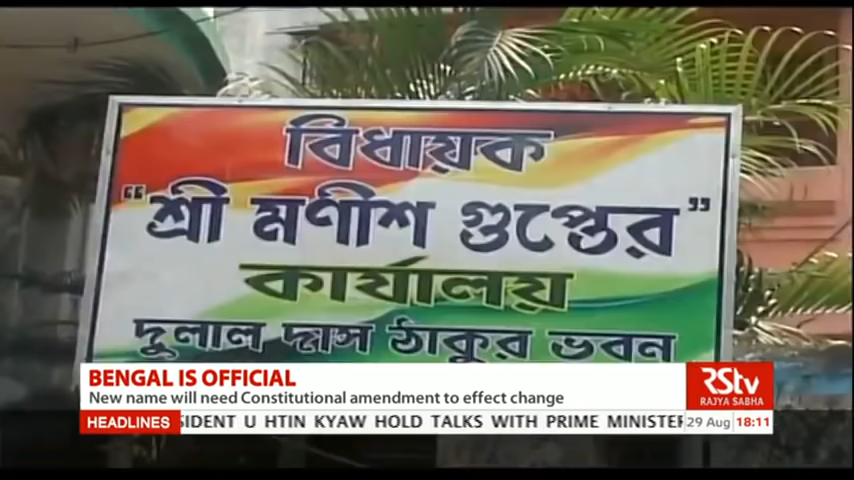 বিধায়ক
“শ্রী মণীশ গুপ্তের”
কার্যালয়
দুলাল দাস ঠাকুর ভবন
BENGAL IS OFFICIAL
New name will need Constitutional amendment to effect change
RSTV
RAJYA SABHA
HEADLINES
SIDENT U HTIN KYAW HOLD TALKS WITH PRIME MINISTER
29 Aug 18:11